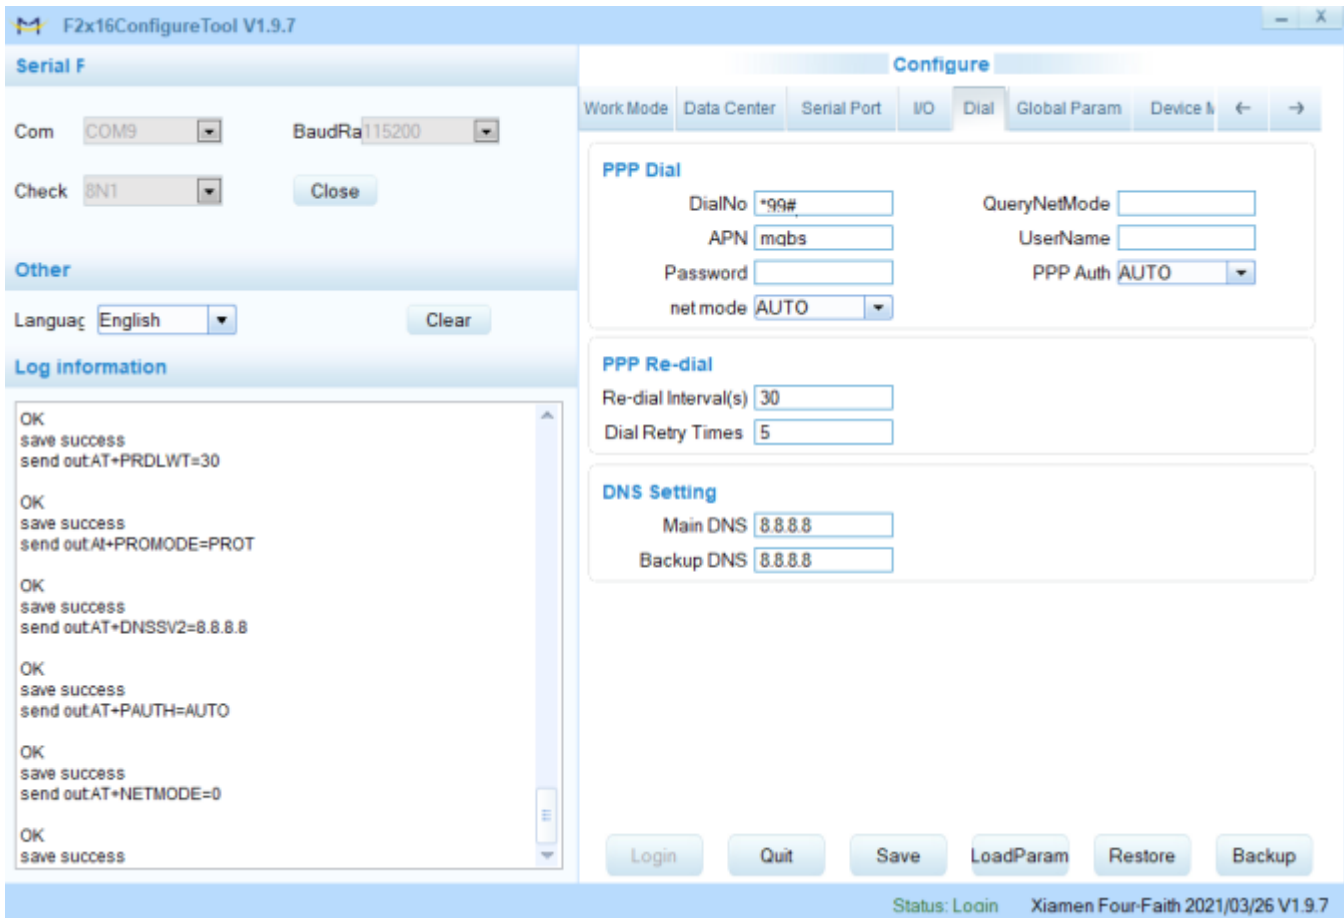 F2x16ConfigureTool V1.9.7
Serial F
Com COM9 BaudRa 115200
Check 8N1 Close
Other
Languag English Clear
Log information
OK
save success
send out:AT+PRDLWT=30
OK
save success
send out:At+PROMODE=PROT
OK
save success
send out:AT+DNSSV2=8.8.8.8
OK
save success
send out:AT+PAUTH=AUTO
OK
save success
send out:AT+NETMODE=0
OK
save success
Configure
Work Mode Data Center Serial Port I/O Dial Global Param Device M ← →
PPP Dial
DialNo *99# QueryNetMode
APN mqbs UserName
Password PPP Auth AUTO
net mode AUTO
PPP Re-dial
Re-dial Interval(s) 30
Dial Retry Times 5
DNS Setting
Main DNS 8.8.8.8
Backup DNS 8.8.8.8
Login Quit Save LoadParam Restore Backup
Status: Login Xiamen Four-Faith 2021/03/26 V1.9.7